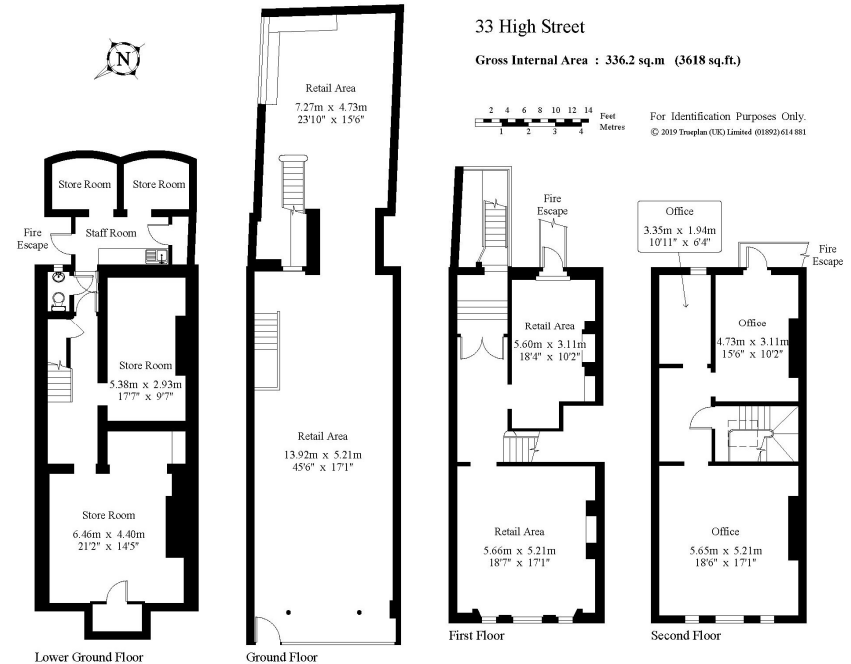 33 High Street
Gross Internal Area : 336.2 sq.m (3618 sq.ft.)
N
2 4 6 8 10 12 14 Feet
1 2 3 4 Metres
For Identification Purposes Only.
© 2019 Trueplan (UK) Limited (01892) 614 881
Store Room
Store Room
Staff Room
Fire
Escape
Store Room
5.38m x 2.93m
17'7" x 9'7"
Store Room
6.46m x 4.40m
21'2" x 14'5"
Lower Ground Floor
Retail Area
7.27m x 4.73m
23'10" x 15'6"
Retail Area
13.92m x 5.21m
45'6" x 17'1"
Ground Floor
Fire
Escape
Retail Area
5.60m x 3.11m
18'4" x 10'2"
Retail Area
5.66m x 5.21m
18'7" x 17'1"
First Floor
Office
3.35m x 1.94m
10'11" x 6'4"
Fire
Escape
Office
4.73m x 3.11m
15'6" x 10'2"
Office
5.65m x 5.21m
18'6" x 17'1"
Second Floor